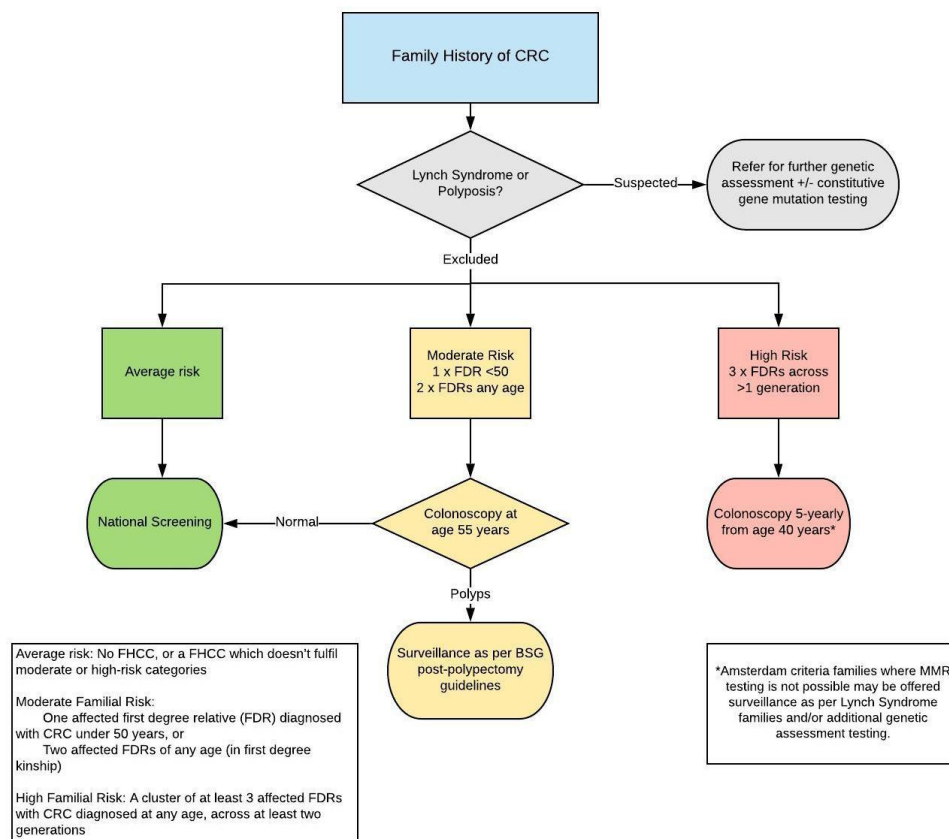 Family History of CRC
Lynch Syndrome or
Polyposis?
Suspected
Refer for further genetic
assessment +/- constitutive
gene mutation testing
Excluded
Average risk
Moderate Risk
1 x FDR <50
2 x FDRs any age
High Risk
3 x FDRs across
>1 generation
National Screening
Normal
Colonoscopy at
age 55 years
Colonoscopy 5-yearly
from age 40 years*
Polyps
Surveillance as per BSG
post-polypectomy
guidelines
Average risk: No FHCC, or a FHCC which doesn't fulfil
moderate or high-risk categories
Moderate Familial Risk:
One affected first degree relative (FDR) diagnosed
with CRC under 50 years, or
Two affected FDRs of any age (in first degree
kinship)
High Familial Risk: A cluster of at least 3 affected FDRs
with CRC diagnosed at any age, across at least two
generations
*Amsterdam criteria families where MMR
testing is not possible may be offered
surveillance as per Lynch Syndrome
families and/or additional genetic
assessment testing.